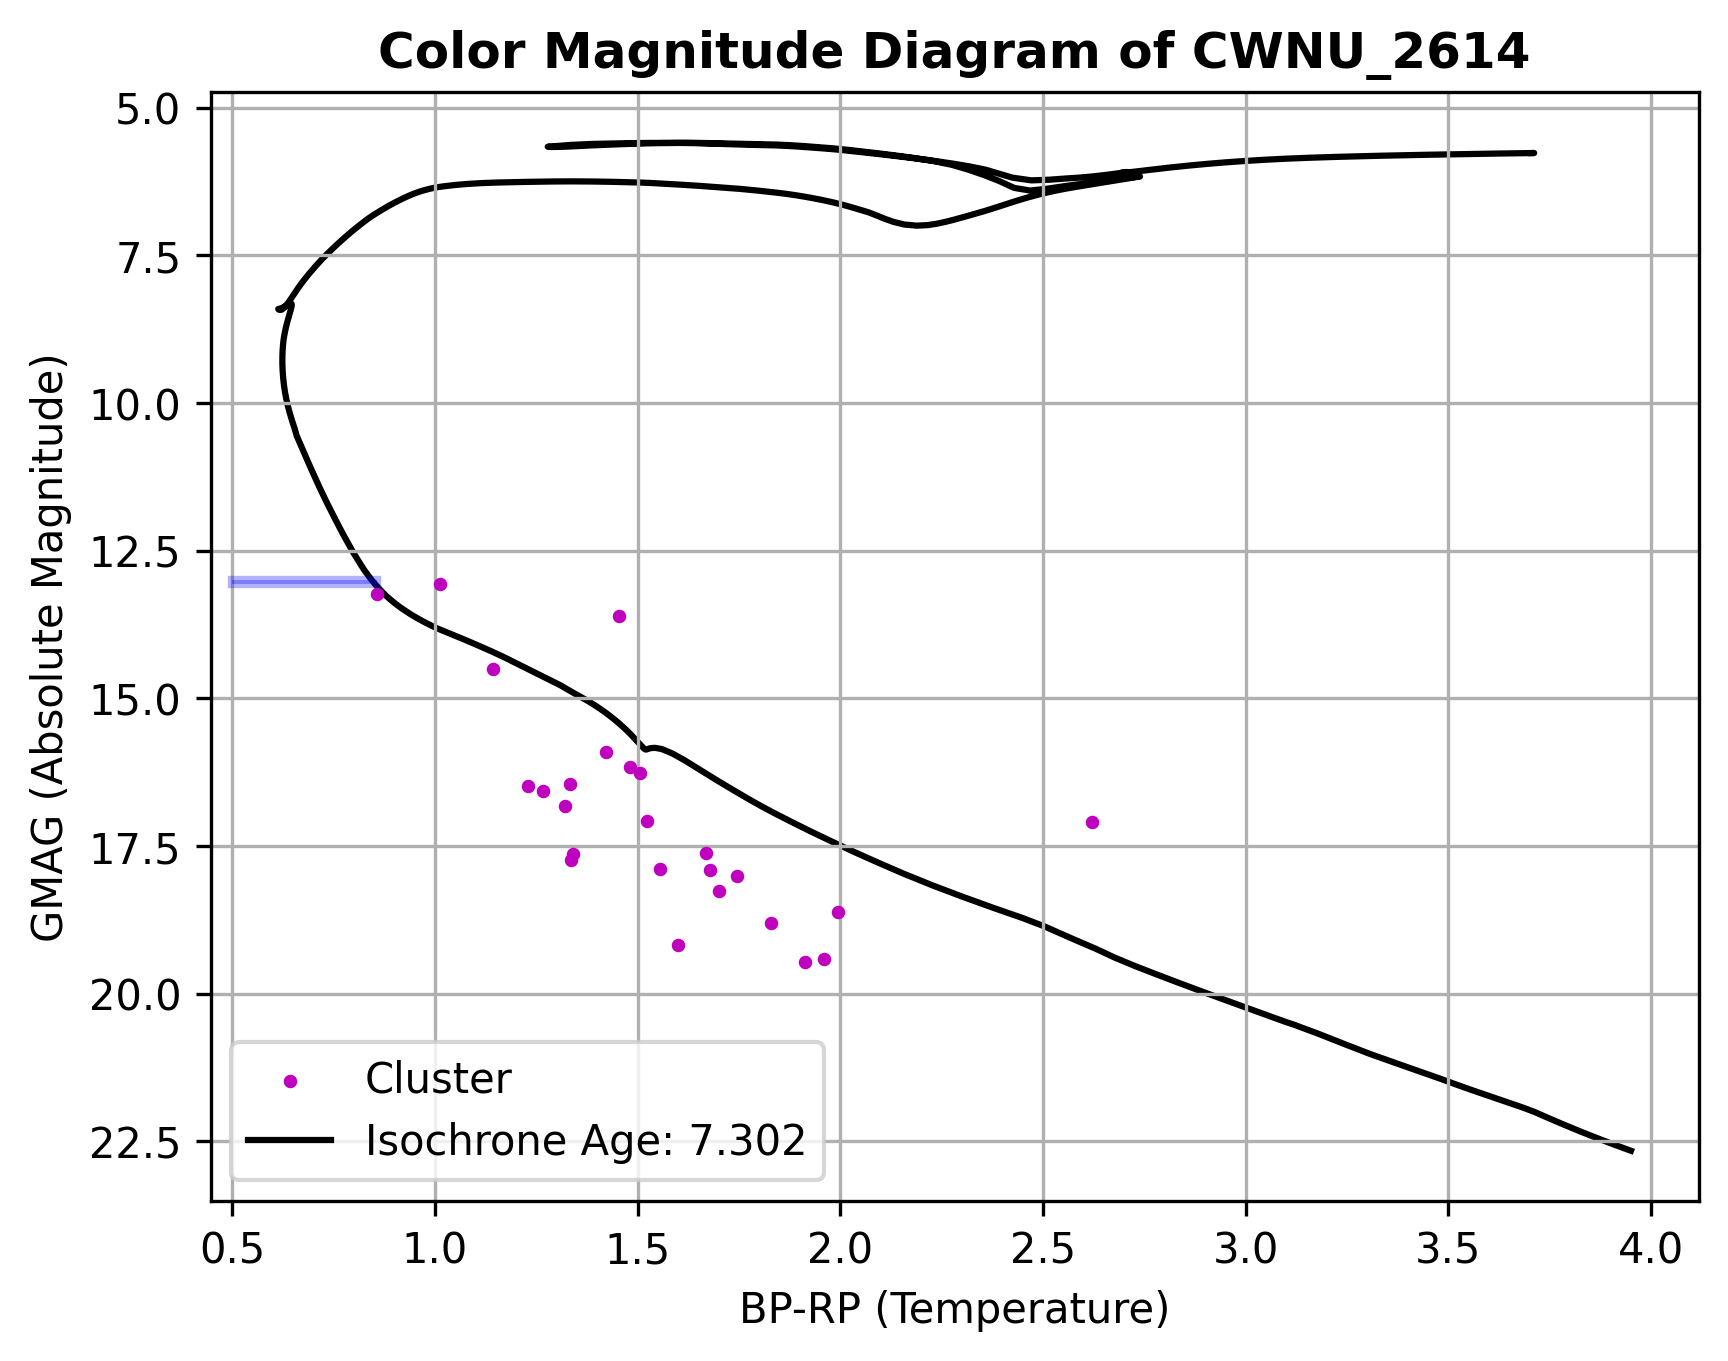 Color Magnitude Diagram of CWNU_2614
GMAG (Absolute Magnitude)
5.0
7.5
10.0
12.5
15.0
17.5
20.0
22.5
Cluster
Isochrone Age: 7.302
0.5 1.0 1.5 2.0 2.5 3.0 3.5 4.0
BP-RP (Temperature)